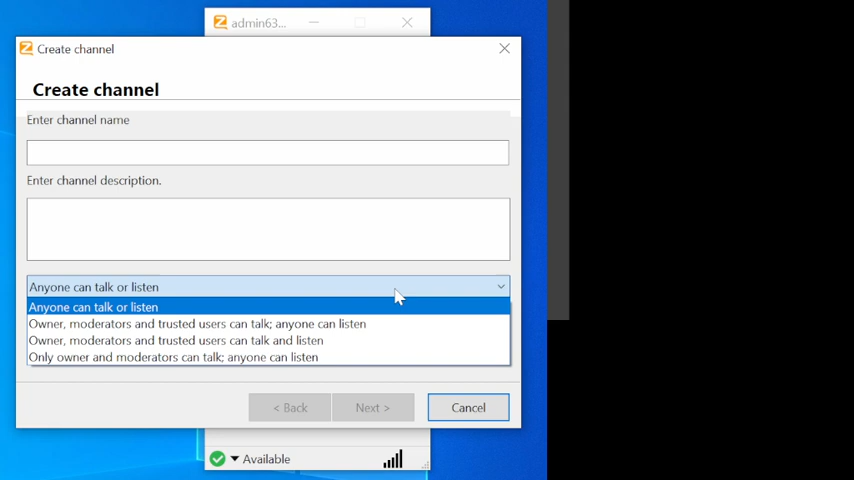 admin63...
Create channel
Create channel
Enter channel name
Enter channel description.
Anyone can talk or listen
Anyone can talk or listen
Owner, moderators and trusted users can talk; anyone can listen
Owner, moderators and trusted users can talk and listen
Only owner and moderators can talk; anyone can listen
< Back
Next >
Cancel
Available